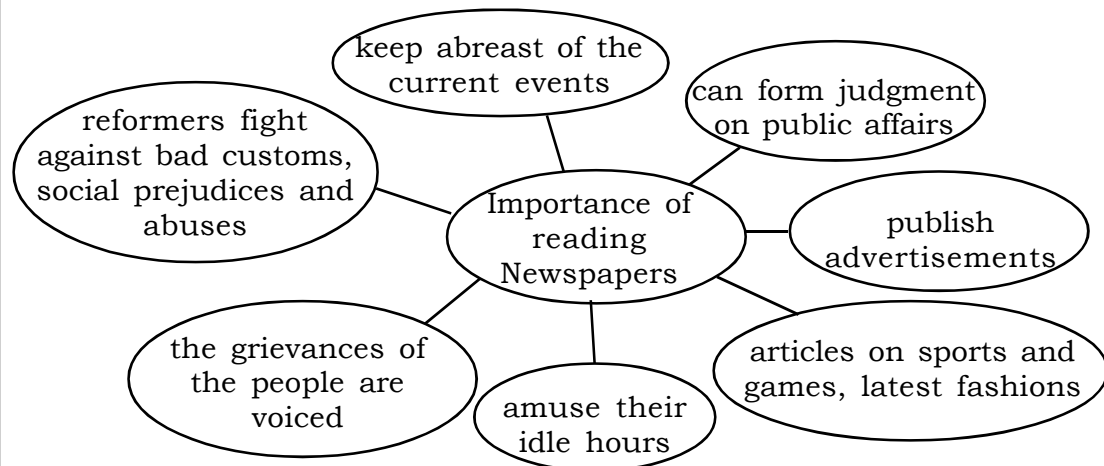 keep abreast of the
current events
can form judgment
on public affairs
reformers fight
against bad customs,
social prejudices and
abuses
Importance of
reading
Newspapers
publish
advertisements
the grievances of
the people are
voiced
amuse their
idle hours
articles on sports and
games, latest fashions